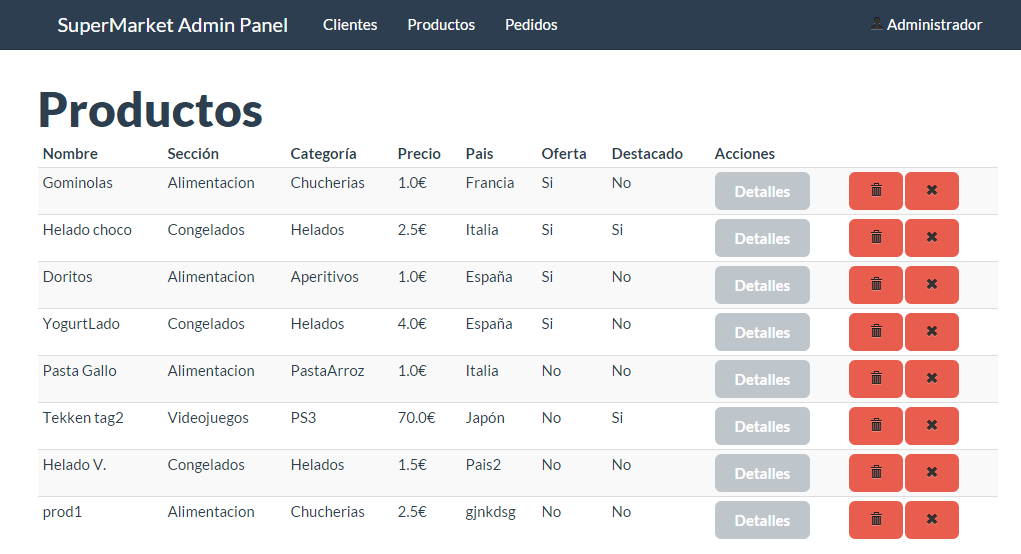 SuperMarket Admin Panel Clientes Productos Pedidos Administrador
Productos
Nombre Sección Categoría Precio Pais Oferta Destacado Acciones
Gominolas Alimentacion Chucherias 1.0€ Francia Si No Detalles
Helado choco Congelados Helados 2.5€ Italia Si Si Detalles
Doritos Alimentacion Aperitivos 1.0€ España Si No Detalles
YogurtLado Congelados Helados 4.0€ España Si No Detalles
Pasta Gallo Alimentacion PastaArroz 1.0€ Italia No No Detalles
Tekken tag2 Videojuegos PS3 70.0€ Japón No Si Detalles
Helado V. Congelados Helados 1.5€ Pais2 No No Detalles
prod1 Alimentacion Chucherias 2.5€ gjnkdsg No No Detalles